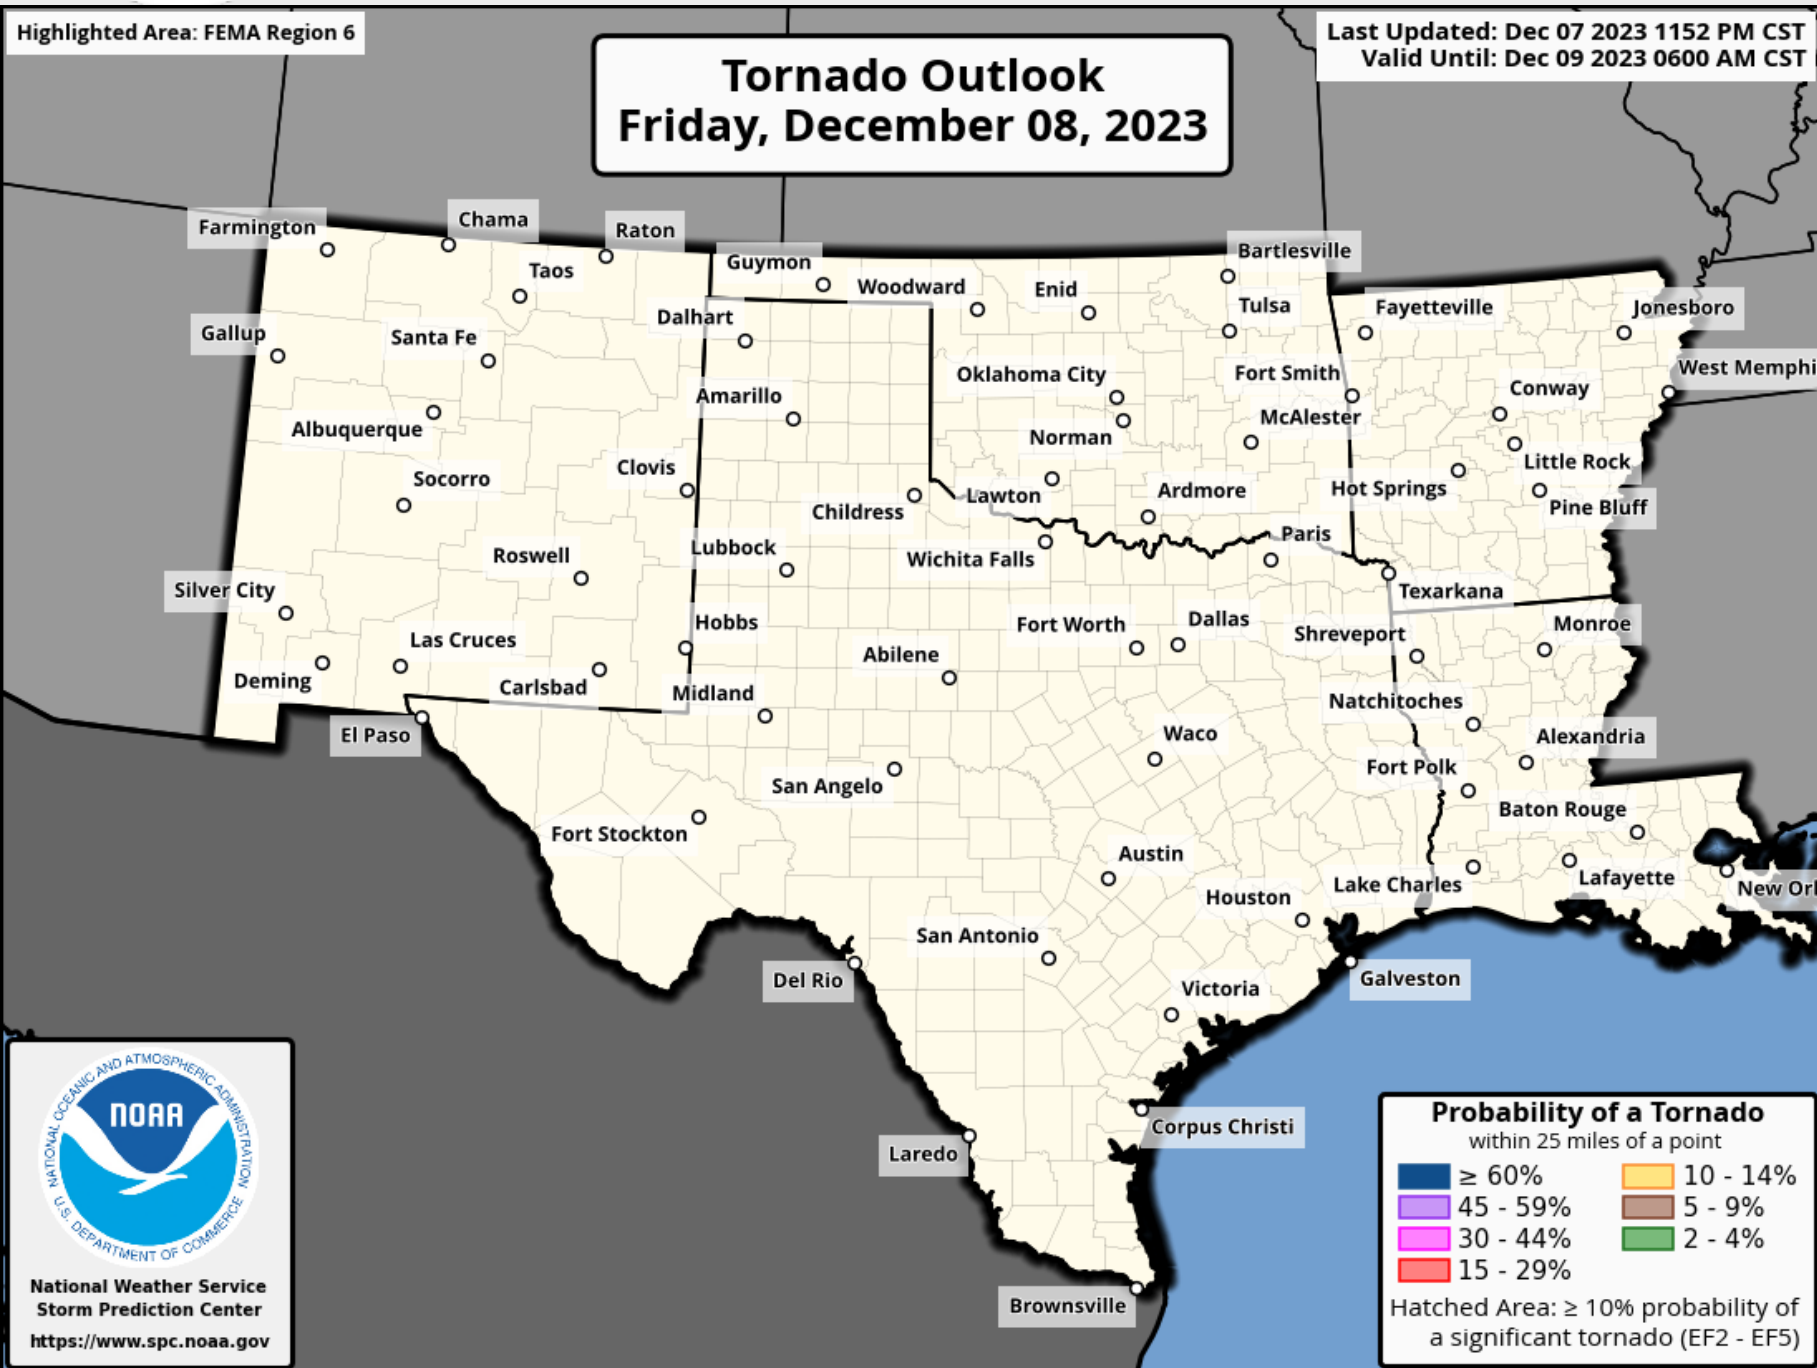 Highlighted Area: FEMA Region 6
Last Updated: Dec 07 2023 1152 PM CST
Valid Until: Dec 09 2023 0600 AM CST
Tornado Outlook
Friday, December 08, 2023
Farmington
Chama
Raton
Taos
Guymon
Woodward
Enid
Bartlesville
Tulsa
Fayetteville
Jonesboro
Gallup
Santa Fe
Dalhart
Oklahoma City
Fort Smith
Conway
West Memphi
Amarillo
Albuquerque
Norman
McAlester
Little Rock
Socorro
Clovis
Childress
Lawton
Ardmore
Hot Springs
Pine Bluff
Roswell
Lubbock
Wichita Falls
Paris
Texarkana
Silver City
Hobbs
Fort Worth
Dallas
Shreveport
Monroe
Las Cruces
Abilene
Deming
Carlsbad
Midland
Natchitoches
El Paso
Waco
Alexandria
San Angelo
Fort Polk
Fort Stockton
Baton Rouge
Austin
Lake Charles
Lafayette
New Orl
Houston
San Antonio
Del Rio
Galveston
Victoria
Corpus Christi
Laredo
Brownsville
NATIONAL OCEANIC AND ATMOSPHERIC ADMINISTRATION
NOAA
U.S. DEPARTMENT OF COMMERCE
National Weather Service
Storm Prediction Center
https://www.spc.noaa.gov
Probability of a Tornado
within 25 miles of a point
≥ 60% 10 - 14%
45 - 59% 5 - 9%
30 - 44% 2 - 4%
15 - 29%
Hatched Area: ≥ 10% probability of
a significant tornado (EF2 - EF5)